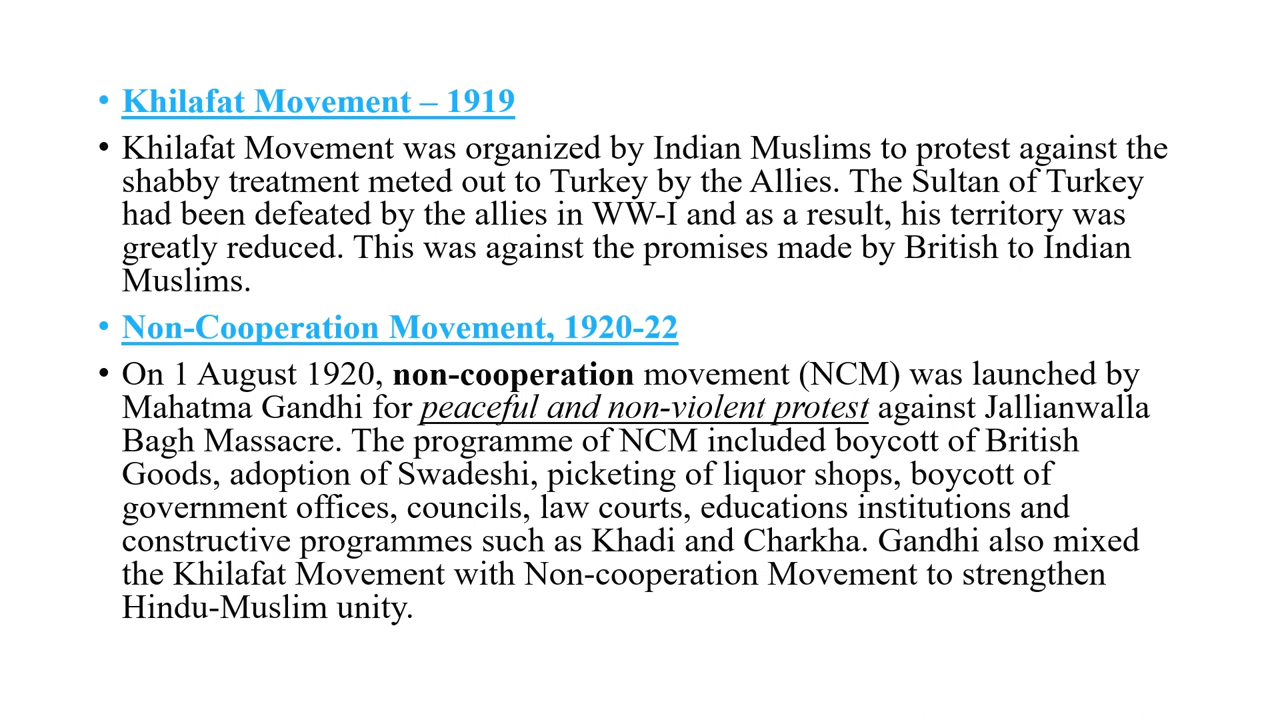 • Khilafat Movement – 1919
• Khilafat Movement was organized by Indian Muslims to protest against the
shabby treatment meted out to Turkey by the Allies. The Sultan of Turkey
had been defeated by the allies in WW-I and as a result, his territory was
greatly reduced. This was against the promises made by British to Indian
Muslims.
• Non-Cooperation Movement, 1920-22
• On 1 August 1920, non-cooperation movement (NCM) was launched by
Mahatma Gandhi for peaceful and non-violent protest against Jallianwalla
Bagh Massacre. The programme of NCM included boycott of British
Goods, adoption of Swadeshi, picketing of liquor shops, boycott of
government offices, councils, law courts, educations institutions and
constructive programmes such as Khadi and Charkha. Gandhi also mixed
the Khilafat Movement with Non-cooperation Movement to strengthen
Hindu-Muslim unity.